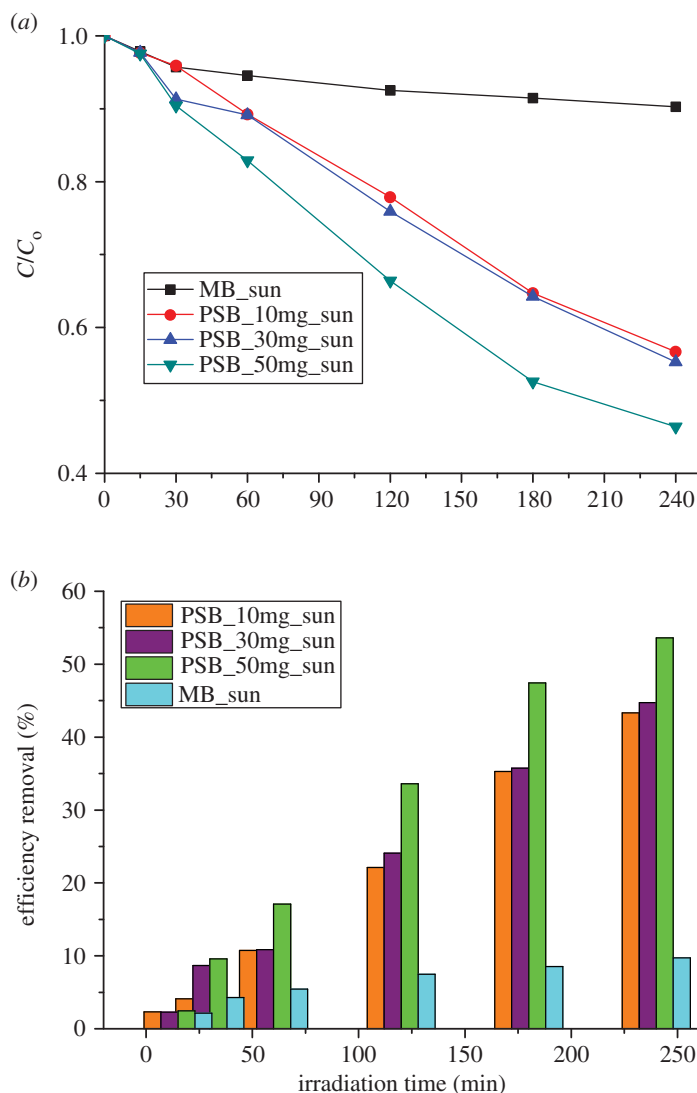 (a)
1.0
0.8
0.6
0.4
C/Co
MB_sun
PSB_10mg_sun
PSB_30mg_sun
PSB_50mg_sun
0 30 60 90 120 150 180 210 240
(b)
60
50
40
30
20
10
0
efficiency removal (%)
PSB_10mg_sun
PSB_30mg_sun
PSB_50mg_sun
MB_sun
0 50 100 150 200 250
irradiation time (min)